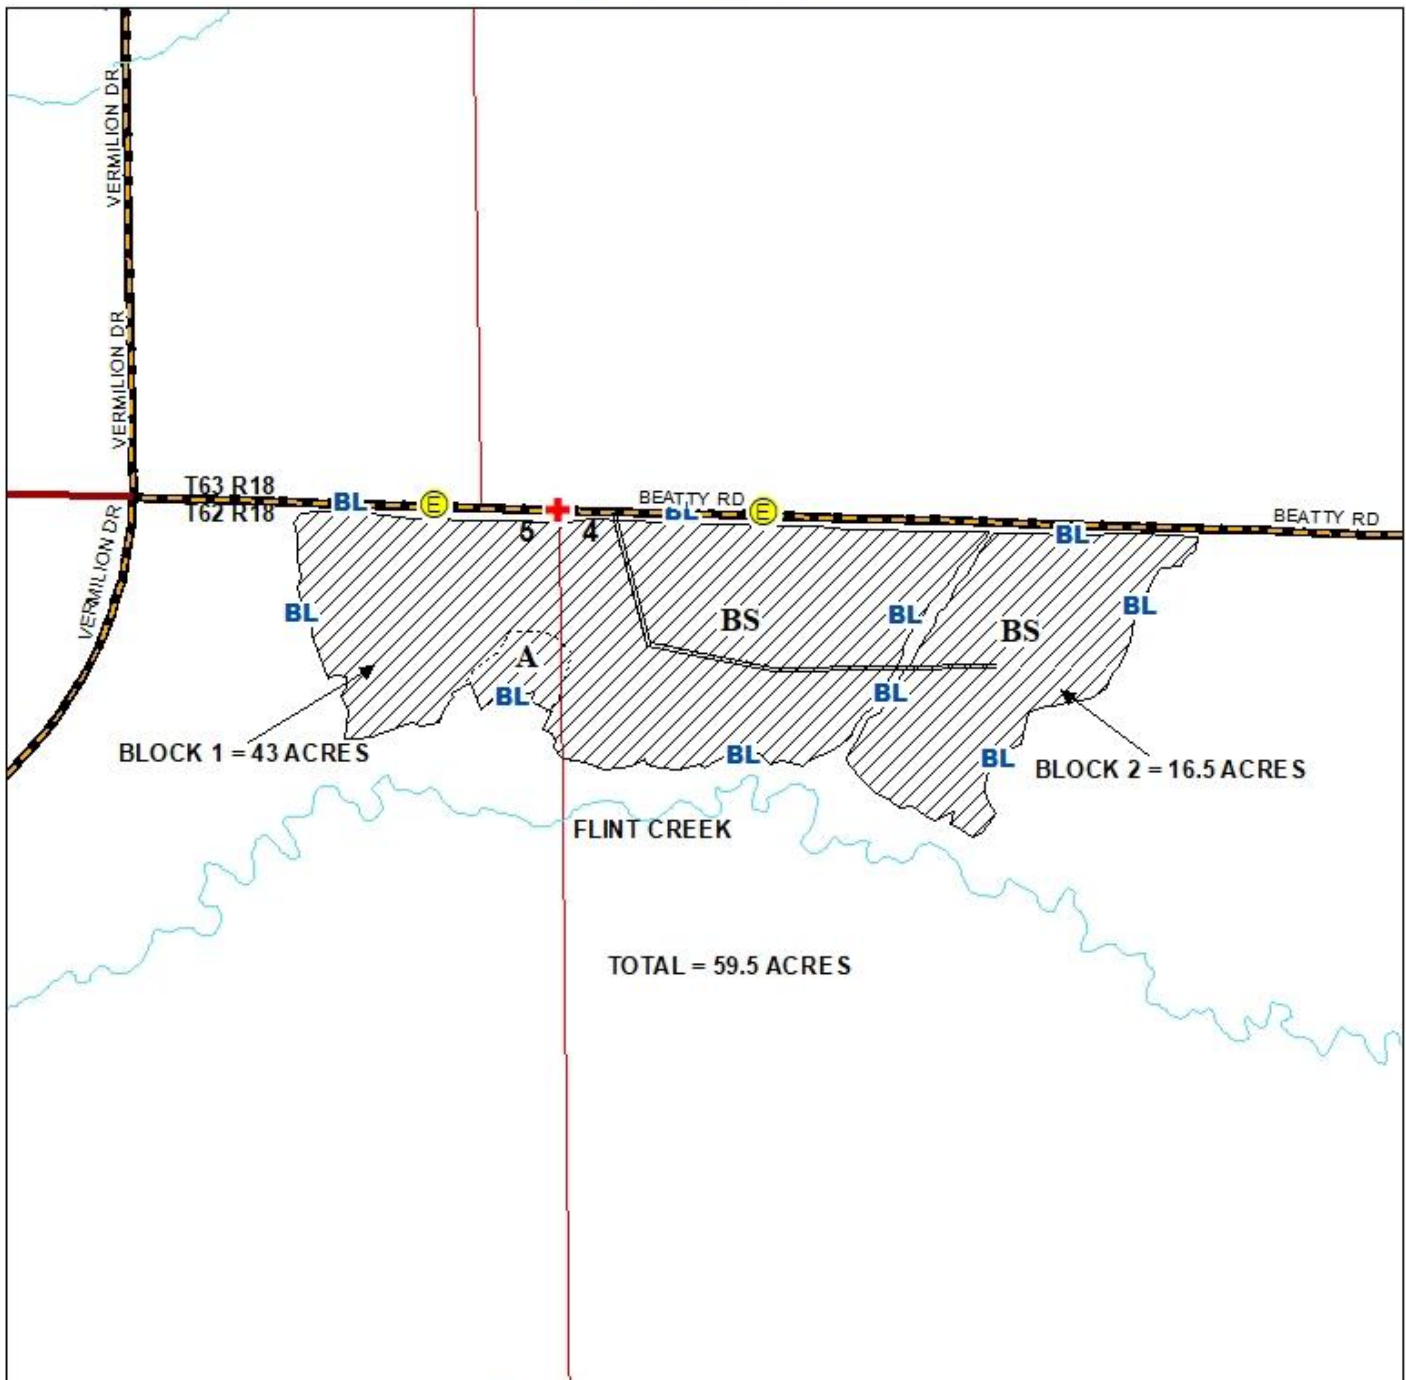 VERMILION DR
VERMILION DR
T63 R18
T62 R18
BL
E
BEATTY RD
BL
E
BEATTY RD
BL
5
4
VERMILION DR
BL
BS
BL
BS
BL
A
BL
BL
BLOCK 1 = 43 ACRES
BL
BL
BLOCK 2 = 16.5 ACRES
FLINT CREEK
TOTAL = 59.5 ACRES